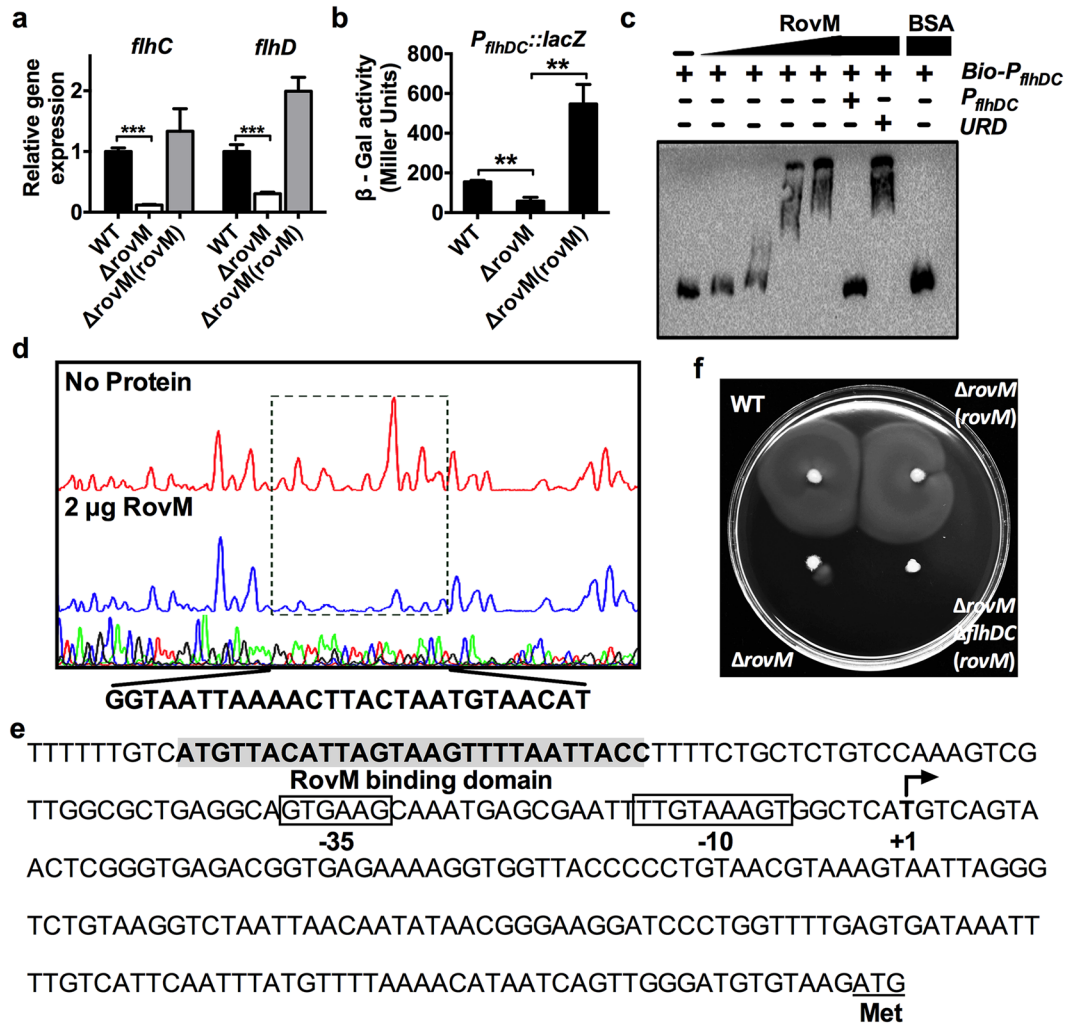 a
flhC
flhD
Relative gene
expression
2
1
0
***
***
WT
ΔrovM
ΔrovM(rovM)
WT
ΔrovM
ΔrovM(rovM)
b
PflhDC::lacZ
β - Gal activity
(Miller Units)
800
600
400
200
0
**
**
WT
ΔrovM
ΔrovM(rovM)
c
RovM BSA
− + + + + + + + + Bio-PflhDC
− − − − − + − − PflhDC
− − − − − − + − URD
d
No Protein
2 µg RovM
GGTAATTAAAACTTACTAATGTAACAT
f
WT
ΔrovM
(rovM)
ΔrovM
ΔrovM
ΔflhDC
(rovM)
e
TTTTTTGTCATGTTACATTAGTAAGTTTTAATTACCTTTTCTGCTCTGTCCAAAGTCG
RovM binding domain
TTGGCGCTGAGGCAGTGAAGCAAATGAGCGAATTTTGTAAAGTGGCTCATGTCAGTA
-35 -10 +1
ACTCGGGTGAGACGGTGAGAAAAGGTGGTTACCCCCTGTAACGTAAAGTAATTAGGG
TCTGTAAGGTCTAATTAACAATATAACGGGAAGGATCCCTGGTTTTGAGTGATAAATT
TTGTCATTCAATTTATGTTTTAAAACATAATCAGTTGGGATGTGTAAGATG
Met